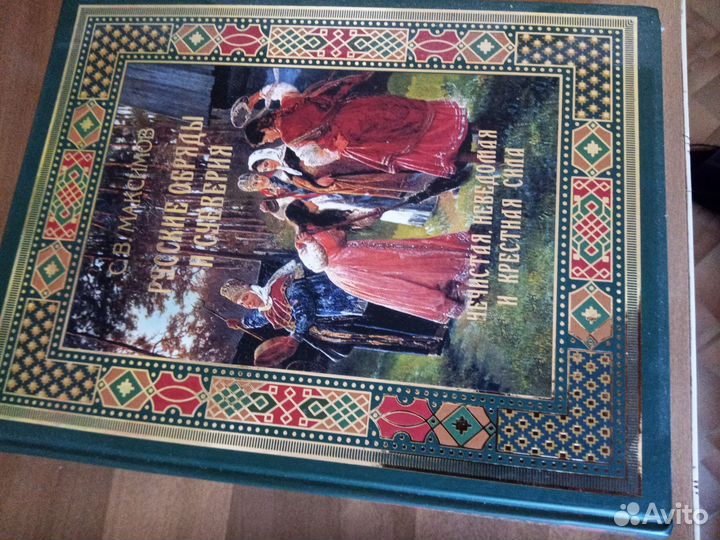 С.В. МАКСИМОВ
РУССКИЕ ОБРЯДЫ
И СУЕВЕРИЯ
НЕЧИСТАЯ, НЕВЕДОМАЯ
И КРЕСТНАЯ СИЛА
Avito